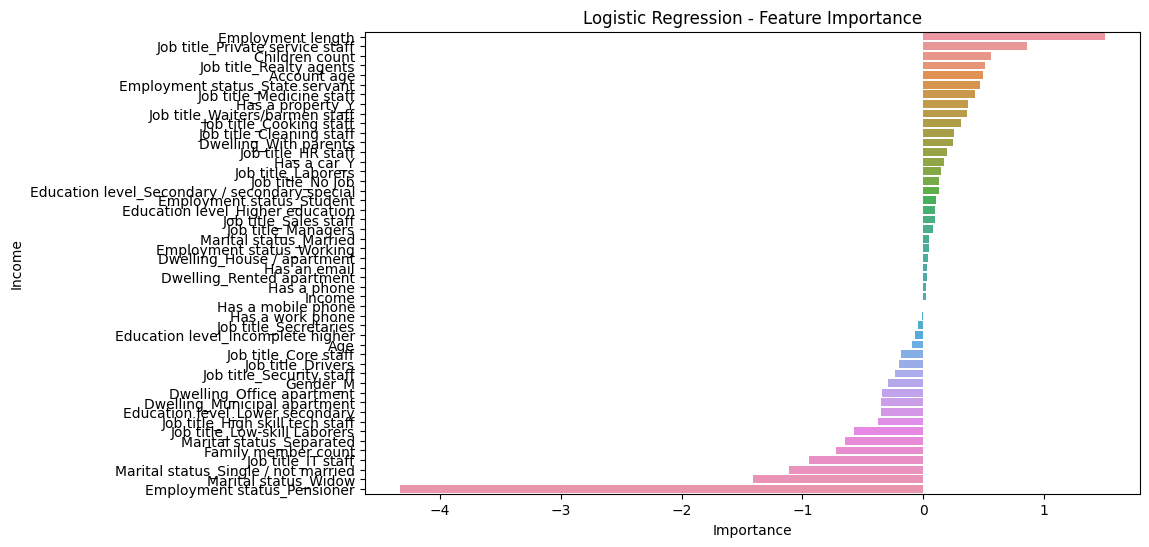 Logistic Regression - Feature Importance
Employment length
Job title_Private service staff
Children count
Job title_Realty agents
Account age
Employment status_State servant
Job title_Medicine staff
Has a property_Y
Job title_Waiters/barmen staff
Job title_Cooking staff
Job title_Cleaning staff
Dwelling_With parents
Job title_HR staff
Has a car_Y
Job title_Laborers
Job title_No Job
Education level_Secondary / secondary special
Employment status_Student
Education level_Higher education
Job title_Sales staff
Job title_Managers
Marital status_Married
Employment status_Working
Dwelling_House / apartment
Has an email
Dwelling_Rented apartment
Has a phone
Income
Has a mobile phone
Has a work phone
Job title_Secretaries
Education level_Incomplete higher
Age
Job title_Core staff
Job title_Drivers
Job title_Security staff
Gender_M
Dwelling_Office apartment
Dwelling_Municipal apartment
Education level_Lower secondary
Job title_High skill tech staff
Job title_Low-skill Laborers
Marital status_Separated
Family member count
Job title_IT staff
Marital status_Single / not married
Marital status_Widow
Employment status_Pensioner
Income
−4 −3 −2 −1 0 1
Importance